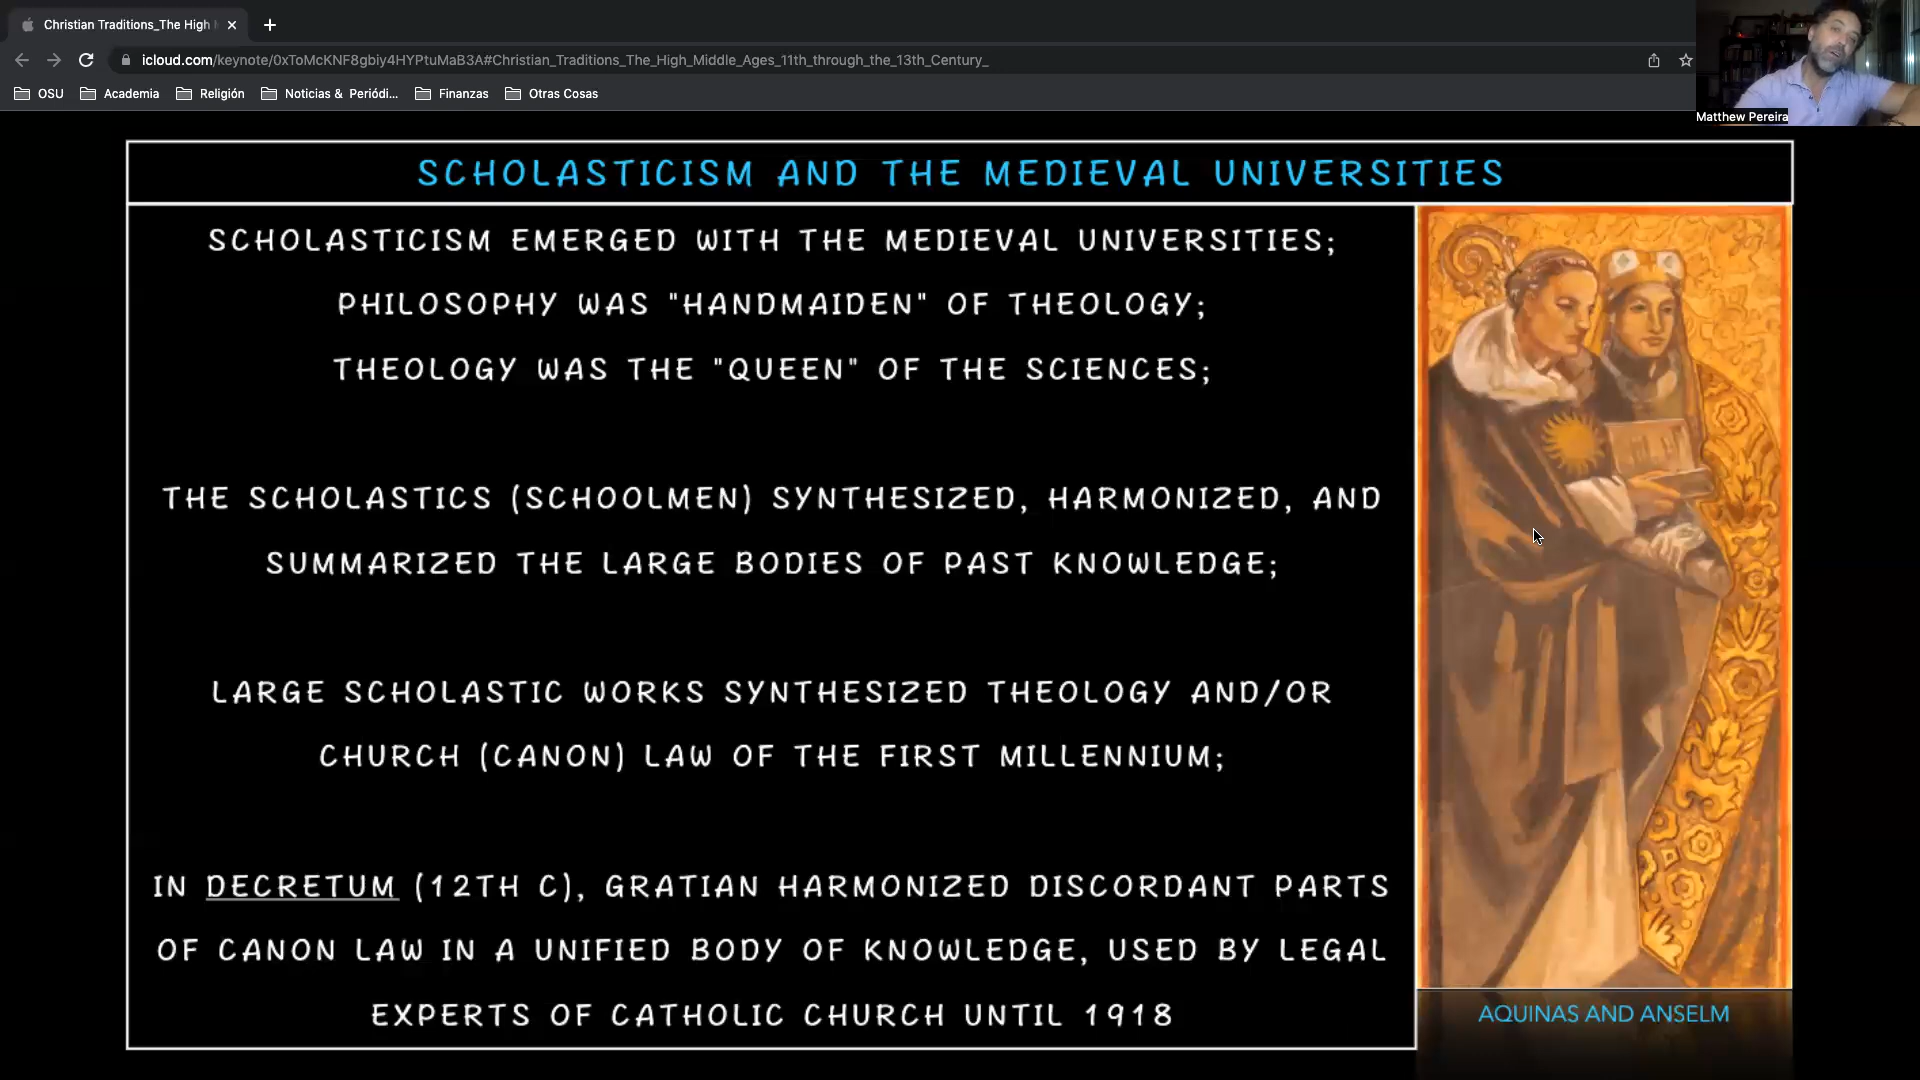 Christian Traditions_The High
icloud.com/keynote/0xToMcKNF8gbiy4HYPtuMaB3A#Christian_Traditions_The_High_Middle_Ages_11th_through_the_13th_Century_
OSU Academia Religión Noticias & Periódi... Finanzas Otras Cosas
Matthew Pereira
SCHOLASTICISM AND THE MEDIEVAL UNIVERSITIES
SCHOLASTICISM EMERGED WITH THE MEDIEVAL UNIVERSITIES;
PHILOSOPHY WAS "HANDMAIDEN" OF THEOLOGY;
THEOLOGY WAS THE "QUEEN" OF THE SCIENCES;
THE SCHOLASTICS (SCHOOLMEN) SYNTHESIZED, HARMONIZED, AND
SUMMARIZED THE LARGE BODIES OF PAST KNOWLEDGE;
LARGE SCHOLASTIC WORKS SYNTHESIZED THEOLOGY AND/OR
CHURCH (CANON) LAW OF THE FIRST MILLENNIUM;
IN DECRETUM (12TH C), GRATIAN HARMONIZED DISCORDANT PARTS
OF CANON LAW IN A UNIFIED BODY OF KNOWLEDGE, USED BY LEGAL
EXPERTS OF CATHOLIC CHURCH UNTIL 1918
AQUINAS AND ANSELM